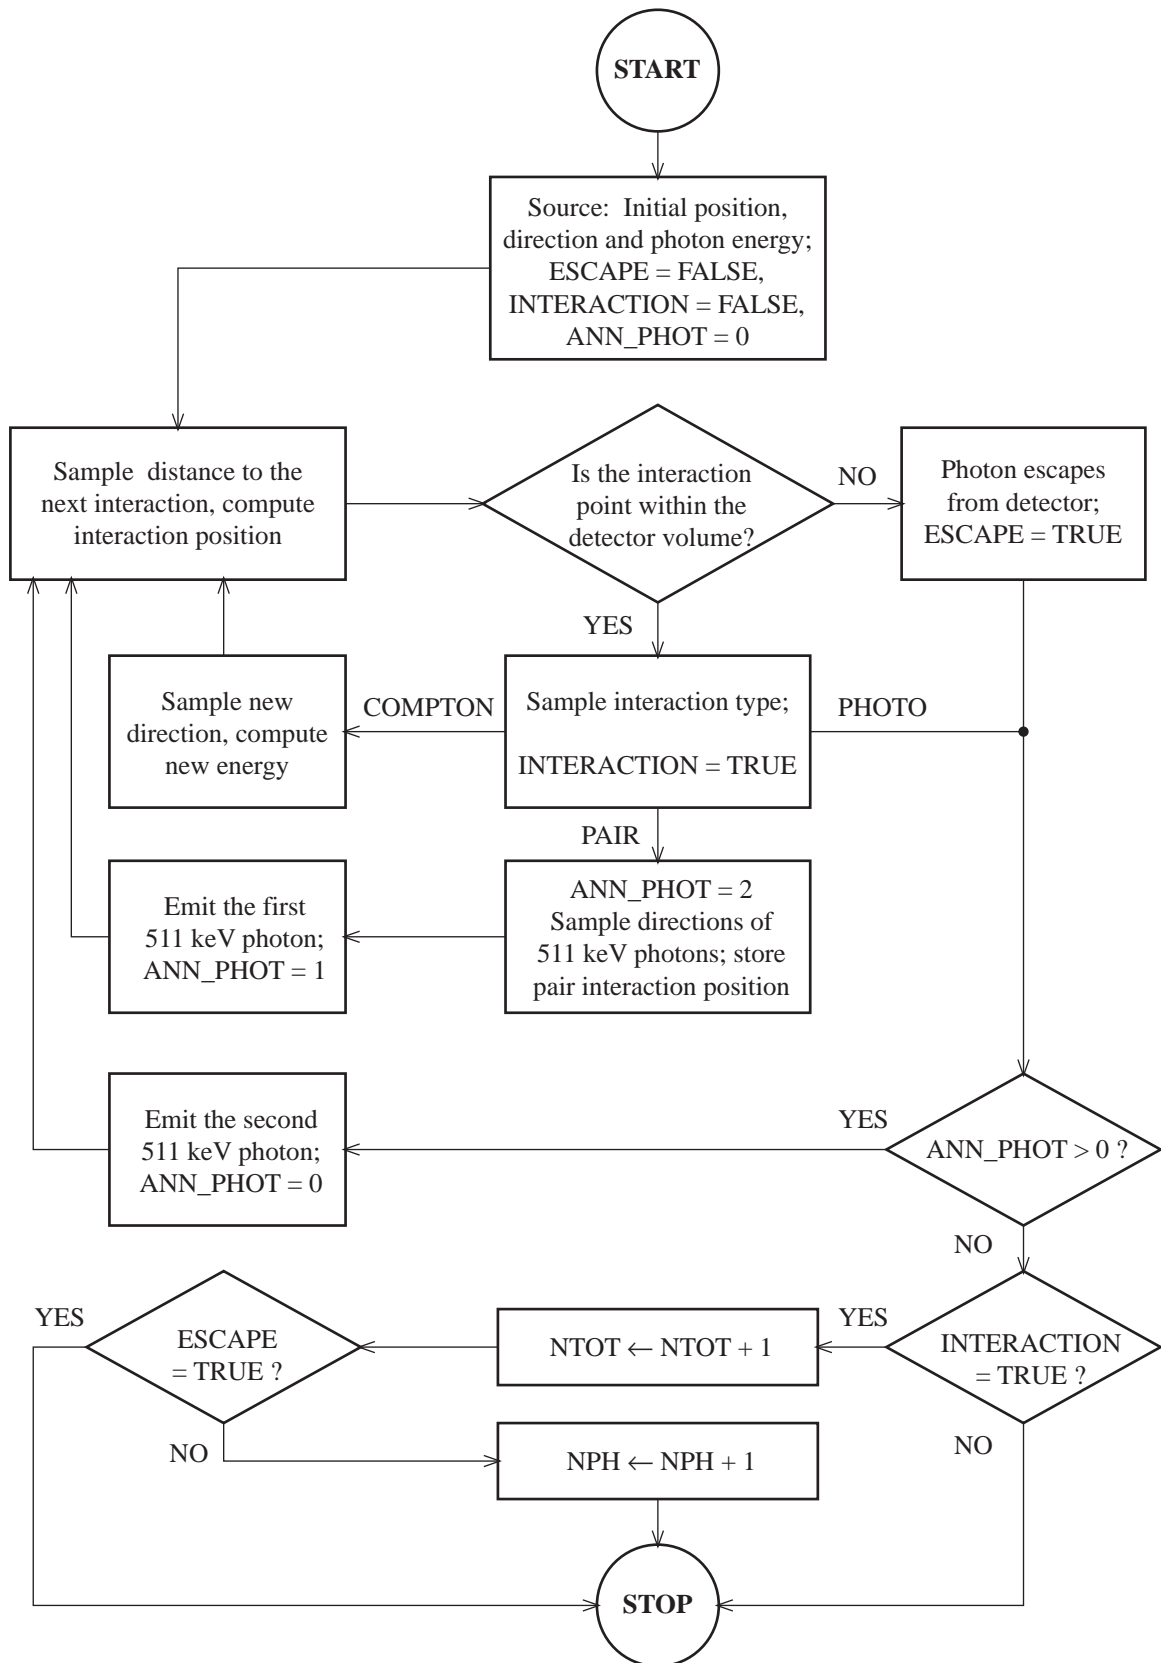 START
Source: Initial position,
direction and photon energy;
ESCAPE = FALSE,
INTERACTION = FALSE,
ANN_PHOT = 0
Sample distance to the
next interaction, compute
interaction position
Is the interaction
point within the
detector volume?
NO
Photon escapes
from detector;
ESCAPE = TRUE
YES
Sample new
direction, compute
new energy
COMPTON
Sample interaction type;
INTERACTION = TRUE
PHOTO
PAIR
Emit the first
511 keV photon;
ANN_PHOT = 1
ANN_PHOT = 2
Sample directions of
511 keV photons; store
pair interaction position
Emit the second
511 keV photon;
ANN_PHOT = 0
YES
ANN_PHOT > 0 ?
NO
YES
ESCAPE
= TRUE ?
NTOT ← NTOT + 1
YES
INTERACTION
= TRUE ?
NO
NPH ← NPH + 1
NO
STOP